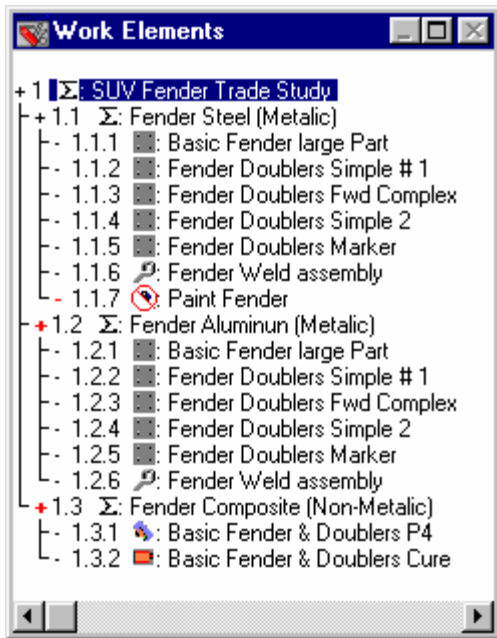 Work Elements
+ 1 Σ: SUV Fender Trade Study
+ 1.1 Σ: Fender Steel (Metalic)
- 1.1.1 : Basic Fender large Part
- 1.1.2 : Fender Doublers Simple # 1
- 1.1.3 : Fender Doublers Fwd Complex
- 1.1.4 : Fender Doublers Simple 2
- 1.1.5 : Fender Doublers Marker
- 1.1.6 : Fender Weld assembly
- 1.1.7 : Paint Fender
+ 1.2 Σ: Fender Aluminun (Metalic)
- 1.2.1 : Basic Fender large Part
- 1.2.2 : Fender Doublers Simple # 1
- 1.2.3 : Fender Doublers Fwd Complex
- 1.2.4 : Fender Doublers Simple 2
- 1.2.5 : Fender Doublers Marker
- 1.2.6 : Fender Weld assembly
+ 1.3 Σ: Fender Composite (Non-Metalic)
- 1.3.1 : Basic Fender & Doublers P4
- 1.3.2 : Basic Fender & Doublers Cure